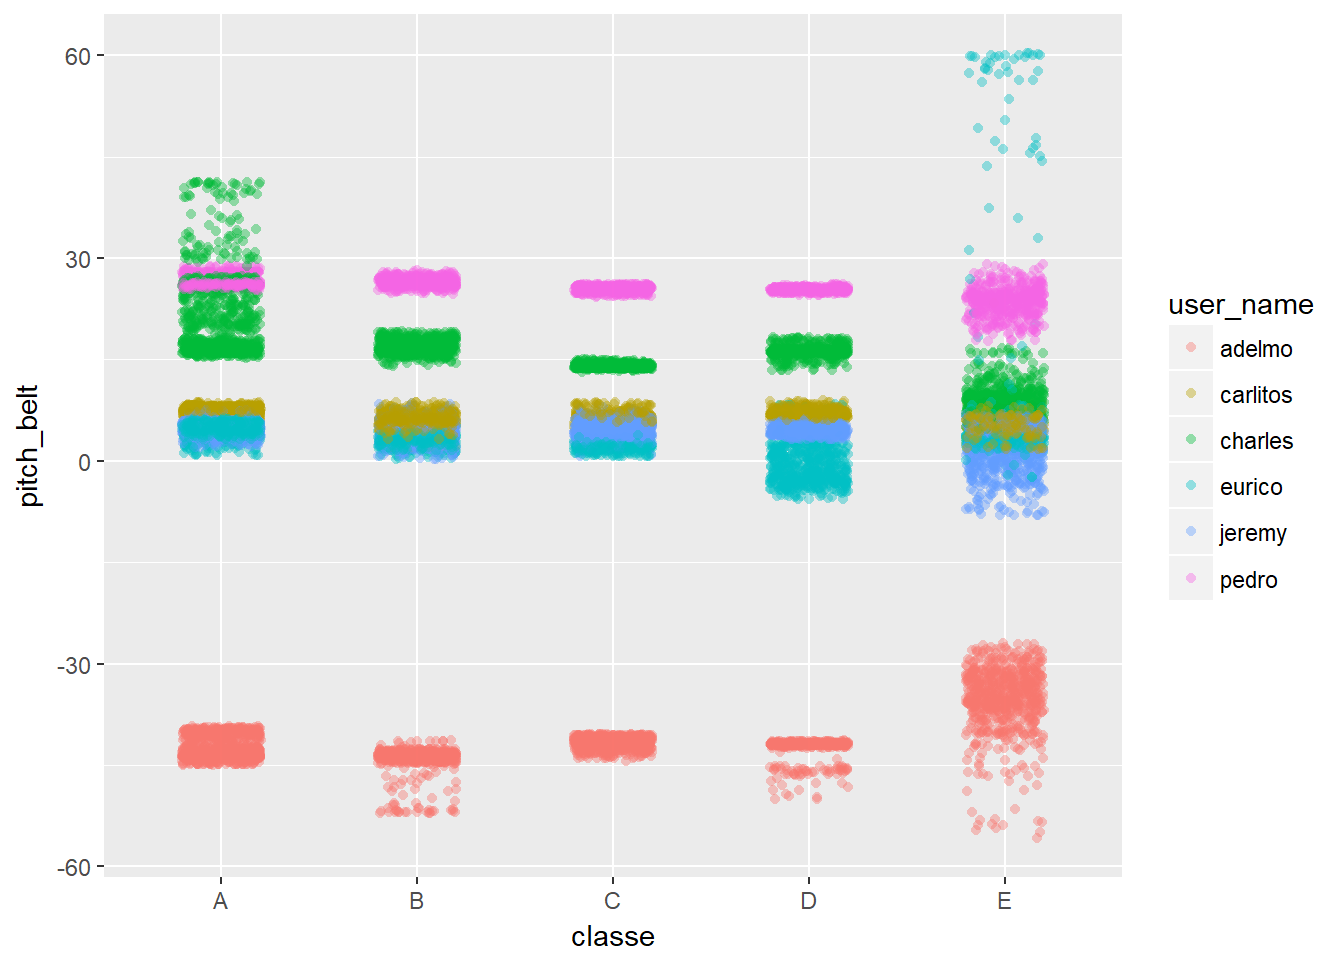 60
30
0
-30
-60
pitch_belt
A B C D E
classe
user_name
adelmo
carlitos
charles
eurico
jeremy
pedro